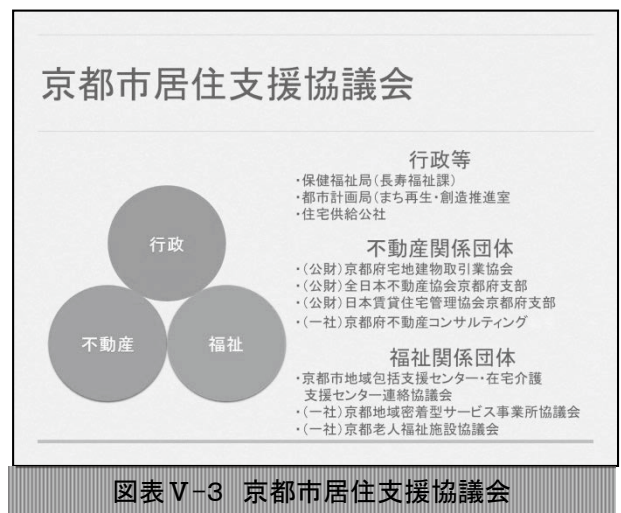 京都市居住支援協議会
行政
不動産
福祉
行政等
・保健福祉局(長寿福祉課)
・都市計画局(まち再生・創造推進室
・住宅供給公社
不動産関係団体
・(公財)京都府宅地建物取引業協会
・(公財)全日本不動産協会京都府支部
・(公財)日本賃貸住宅管理協会京都府支部
・(一社)京都府不動産コンサルティング
福祉関係団体
・京都市地域包括支援センター・在宅介護
支援センター連絡協議会
・(一社)京都地域密着型サービス事業所協議会
・(一社)京都老人福祉施設協議会
図表Ⅴ-3 京都市居住支援協議会